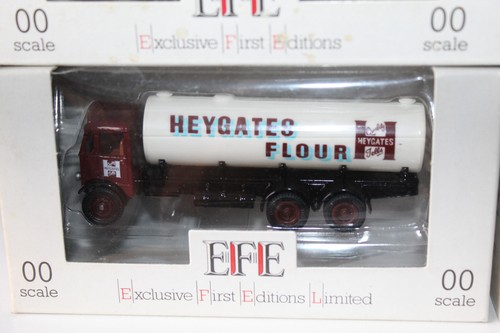 EFE
00
scale
Exclusive First Editions
00
scale
HEYGATES
FLOUR
HEYGATES
H
EFE
00
scale
Exclusive First Editions Limited
00
scale